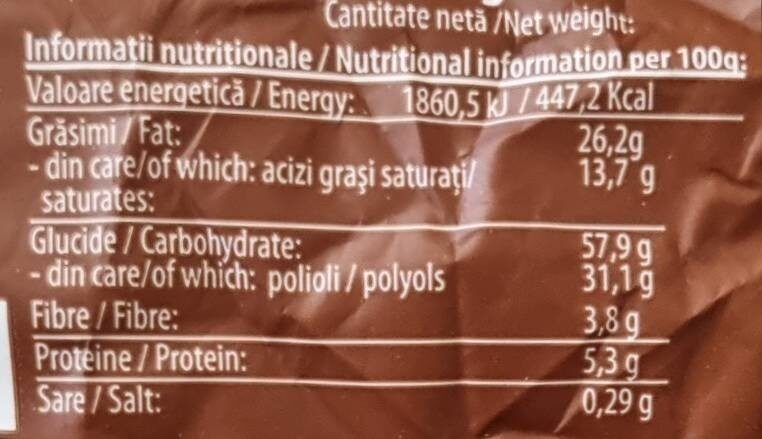 Cantitate netă /Net weight:
Informatii nutritionale / Nutritional information per 100g:
Valoare energetică / Energy: 1860,5 kJ / 447,2 Kcal
Grăsimi / Fat: 26,2g
- din care/of which: acizi grași saturați/ 13,7 g
saturates:
Glucide / Carbohydrate: 57,9 g
- din care/of which: polioli / polyols 31,1 g
Fibre / Fibre: 3,8 g
Proteine / Protein: 5,3 g
Sare / Salt: 0,29 g